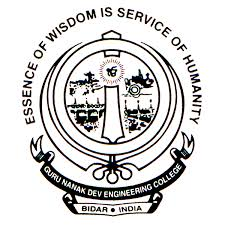 ESSENCE OF WISDOM IS SERVICE OF HUMANITY
ੴ
GURU NANAK DEV ENGINEERING COLLEGE
BIDAR • INDIA